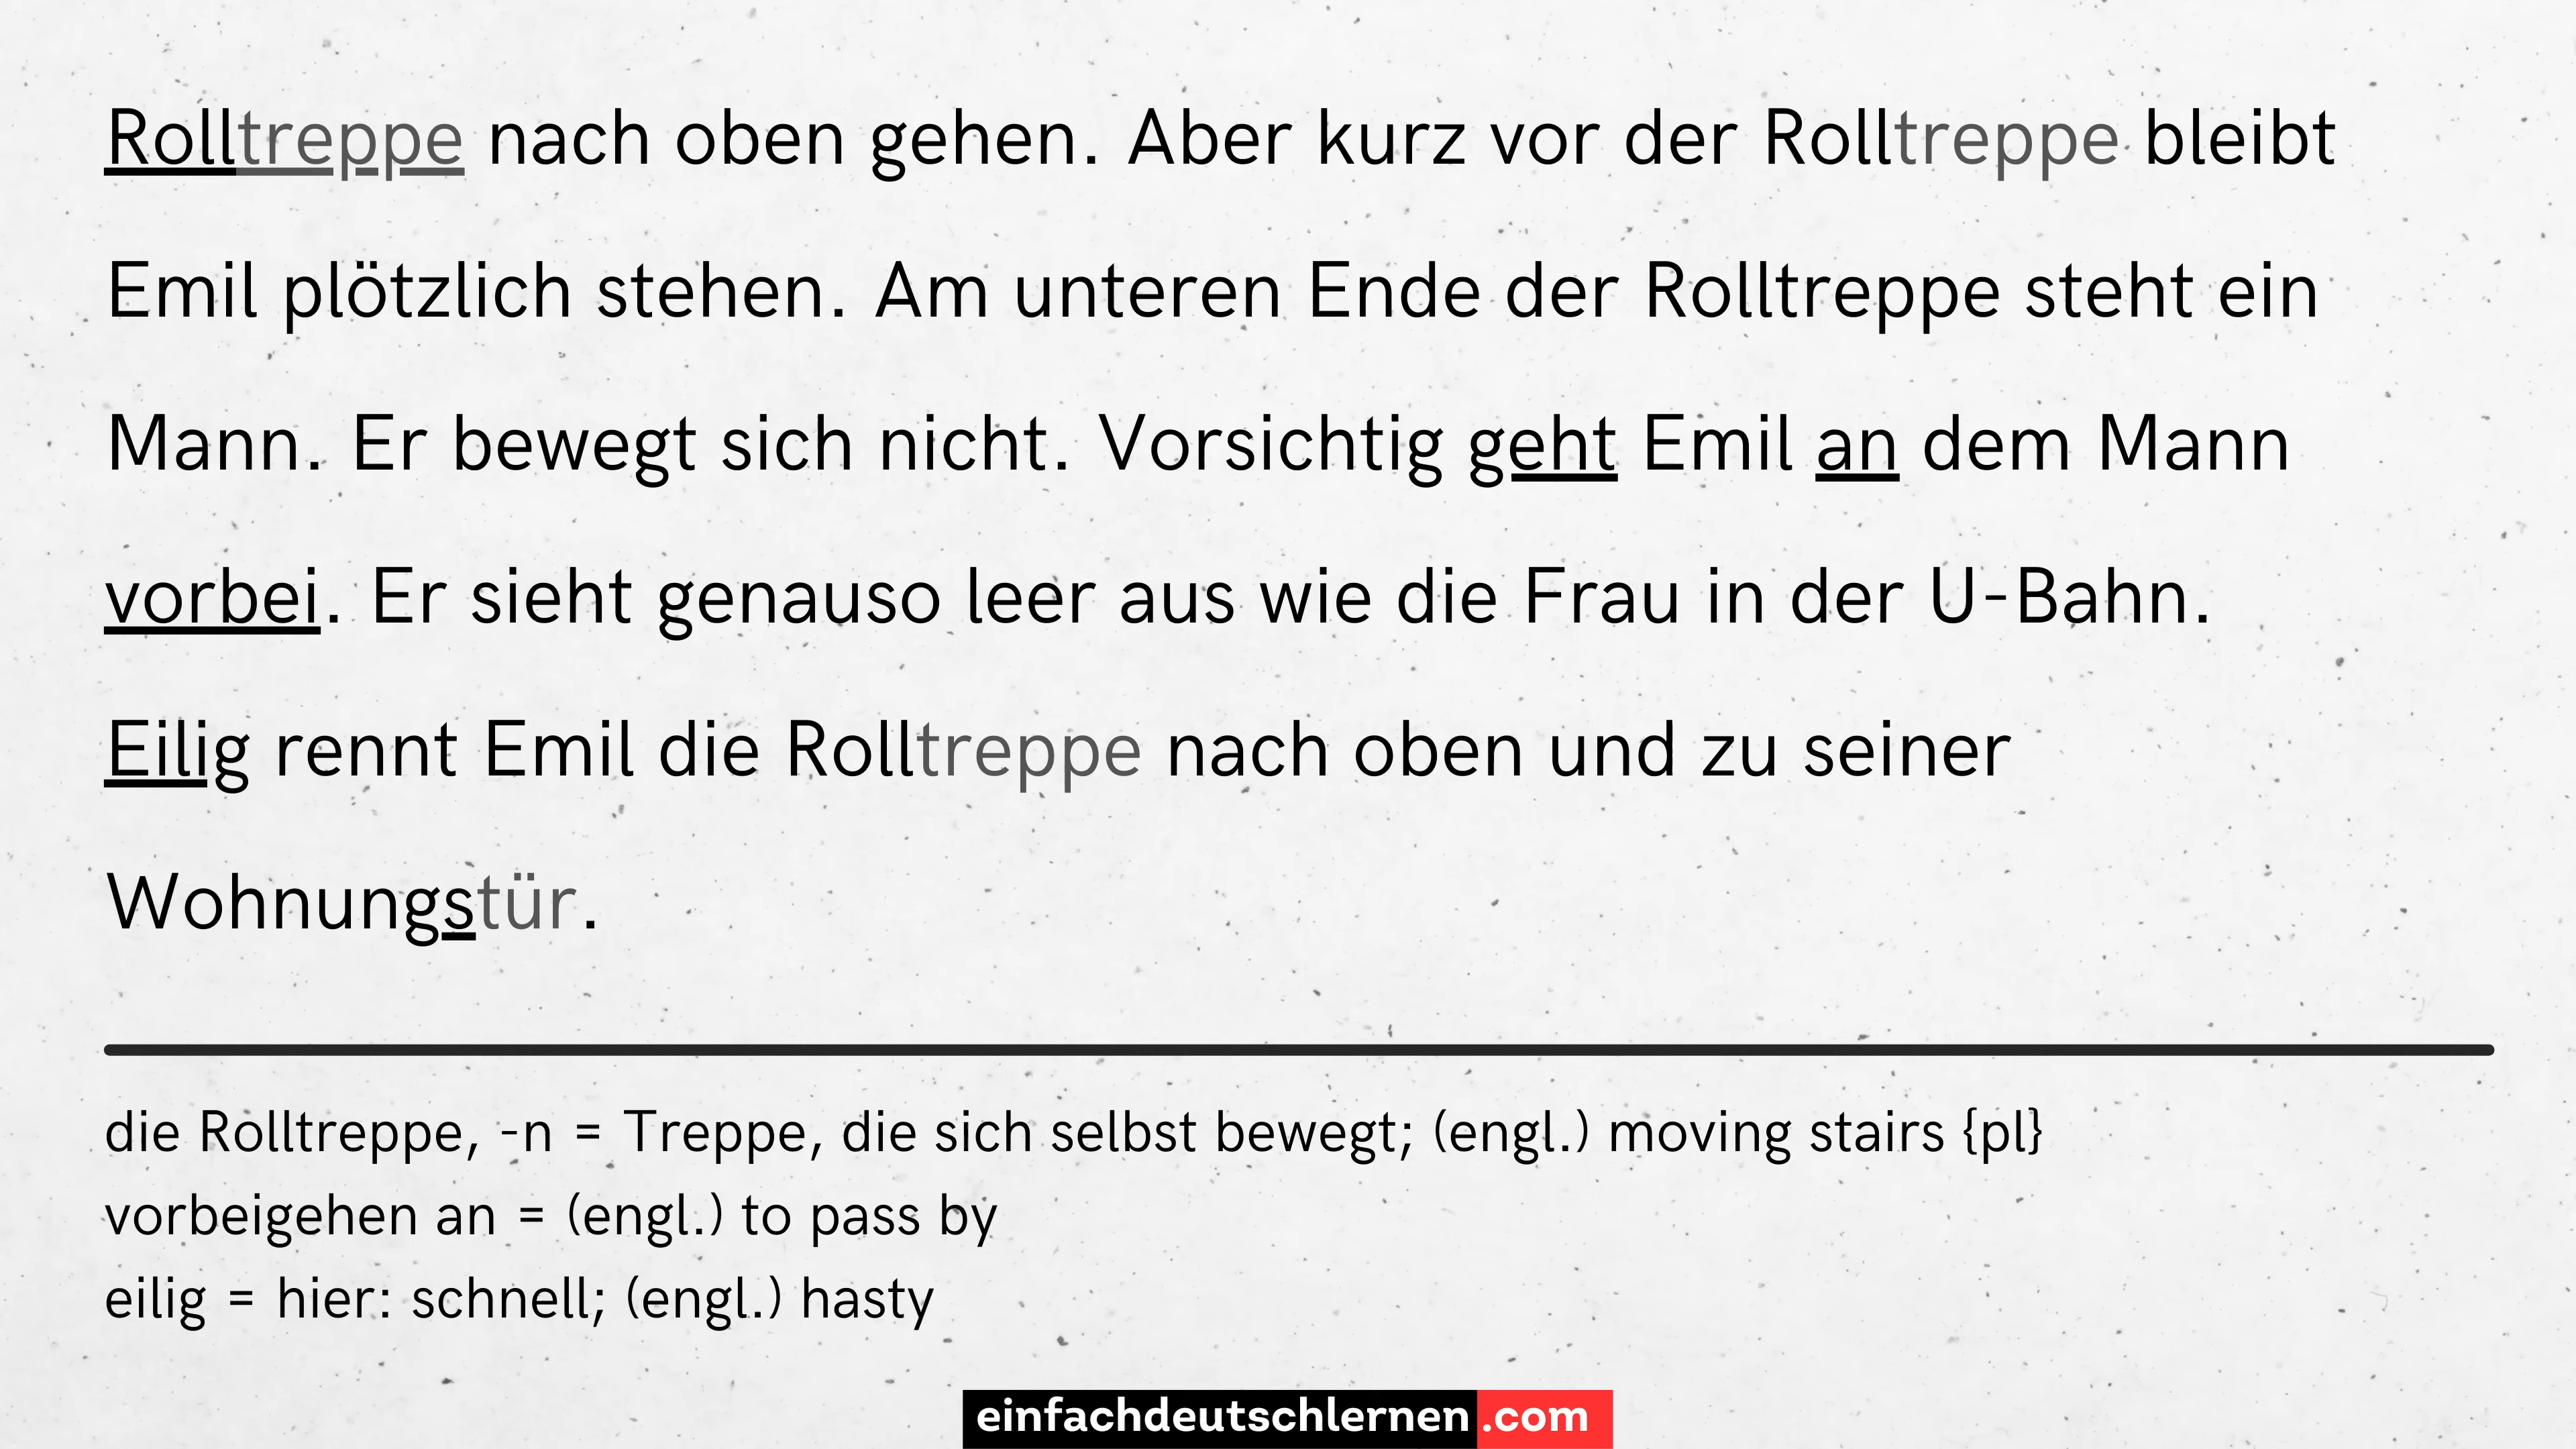 Rolltreppe nach oben gehen. Aber kurz vor der Rolltreppe bleibt
Emil plötzlich stehen. Am unteren Ende der Rolltreppe steht ein
Mann. Er bewegt sich nicht. Vorsichtig geht Emil an dem Mann
vorbei. Er sieht genauso leer aus wie die Frau in der U-Bahn.
Eilig rennt Emil die Rolltreppe nach oben und zu seiner
Wohnungstür.
die Rolltreppe, -n = Treppe, die sich selbst bewegt; (engl.) moving stairs {pl}
vorbeigehen an = (engl.) to pass by
eilig = hier: schnell; (engl.) hasty
einfachdeutschlernen.com